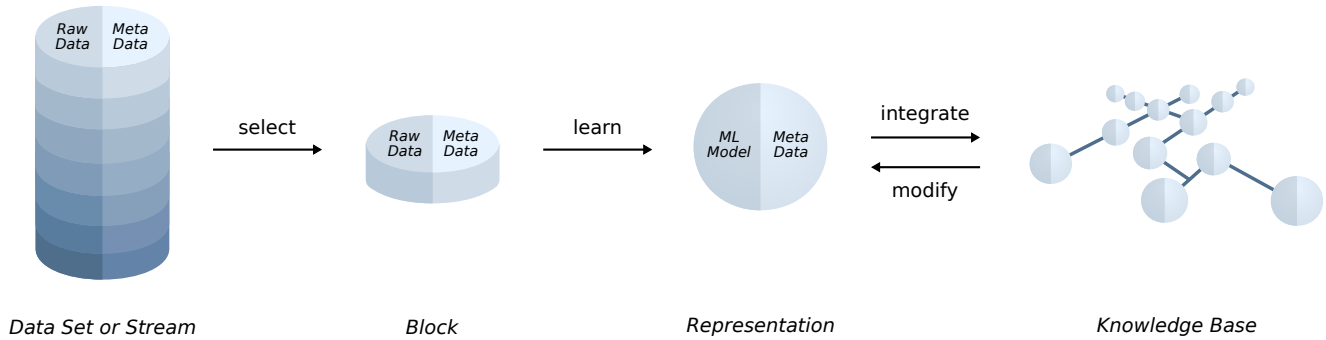 Raw
Data
Meta
Data
select
Raw
Data
Meta
Data
learn
ML
Model
Meta
Data
integrate
modify
Data Set or Stream
Block
Representation
Knowledge Base